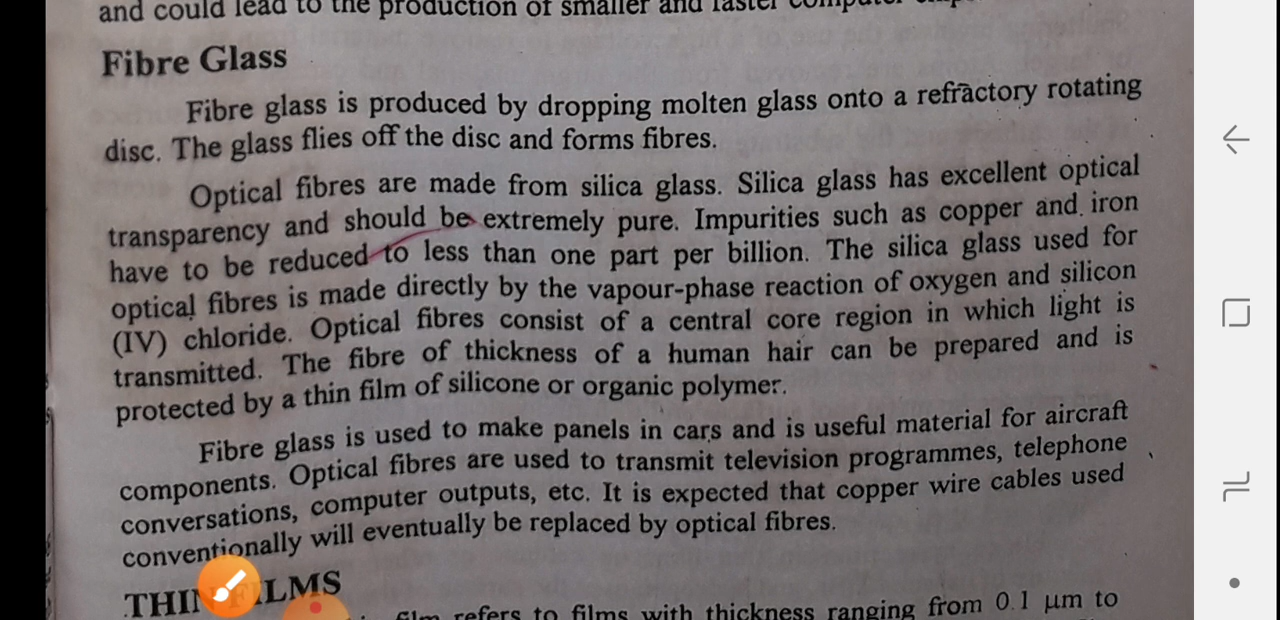 and could lead to the production of smaller and faster computer
Fibre Glass
Fibre glass is produced by dropping molten glass onto a refractory rotating
disc. The glass flies off the disc and forms fibres.
Optical fibres are made from silica glass. Silica glass has excellent optical
transparency and should be extremely pure. Impurities such as copper and iron
have to be reduced to less than one part per billion. The silica glass used for
optical fibres is made directly by the vapour-phase reaction of oxygen and silicon
(IV) chloride. Optical fibres consist of a central core region in which light is
transmitted. The fibre of thickness of a human hair can be prepared and is
protected by a thin film of silicone or organic polymer.
Fibre glass is used to make panels in cars and is useful material for aircraft
components. Optical fibres are used to transmit television programmes, telephone
conversations, computer outputs, etc. It is expected that copper wire cables used
conventionally will eventually be replaced by optical fibres.
THIN FILMS
film refers to films with thickness ranging from 0.1 μm to